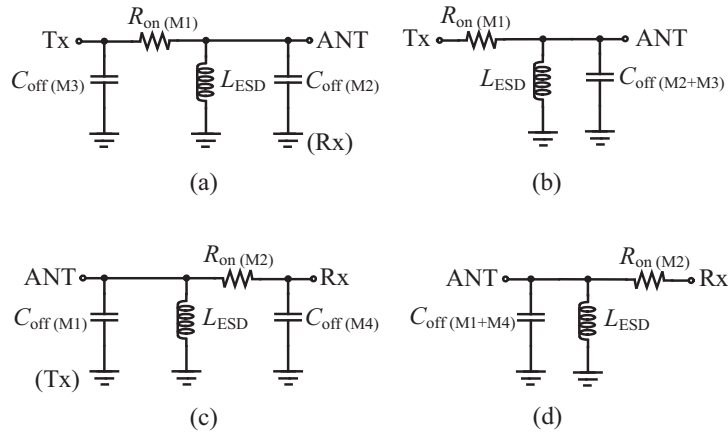 R_on (M1)
Tx
ANT
C_off (M3)
L_ESD
C_off (M2)
(Rx)
(a)
R_on (M1)
Tx
ANT
L_ESD
C_off (M2+M3)
(b)
R_on (M2)
ANT
Rx
C_off (M1)
L_ESD
C_off (M4)
(Tx)
(c)
R_on (M2)
ANT
Rx
C_off (M1+M4)
L_ESD
(d)